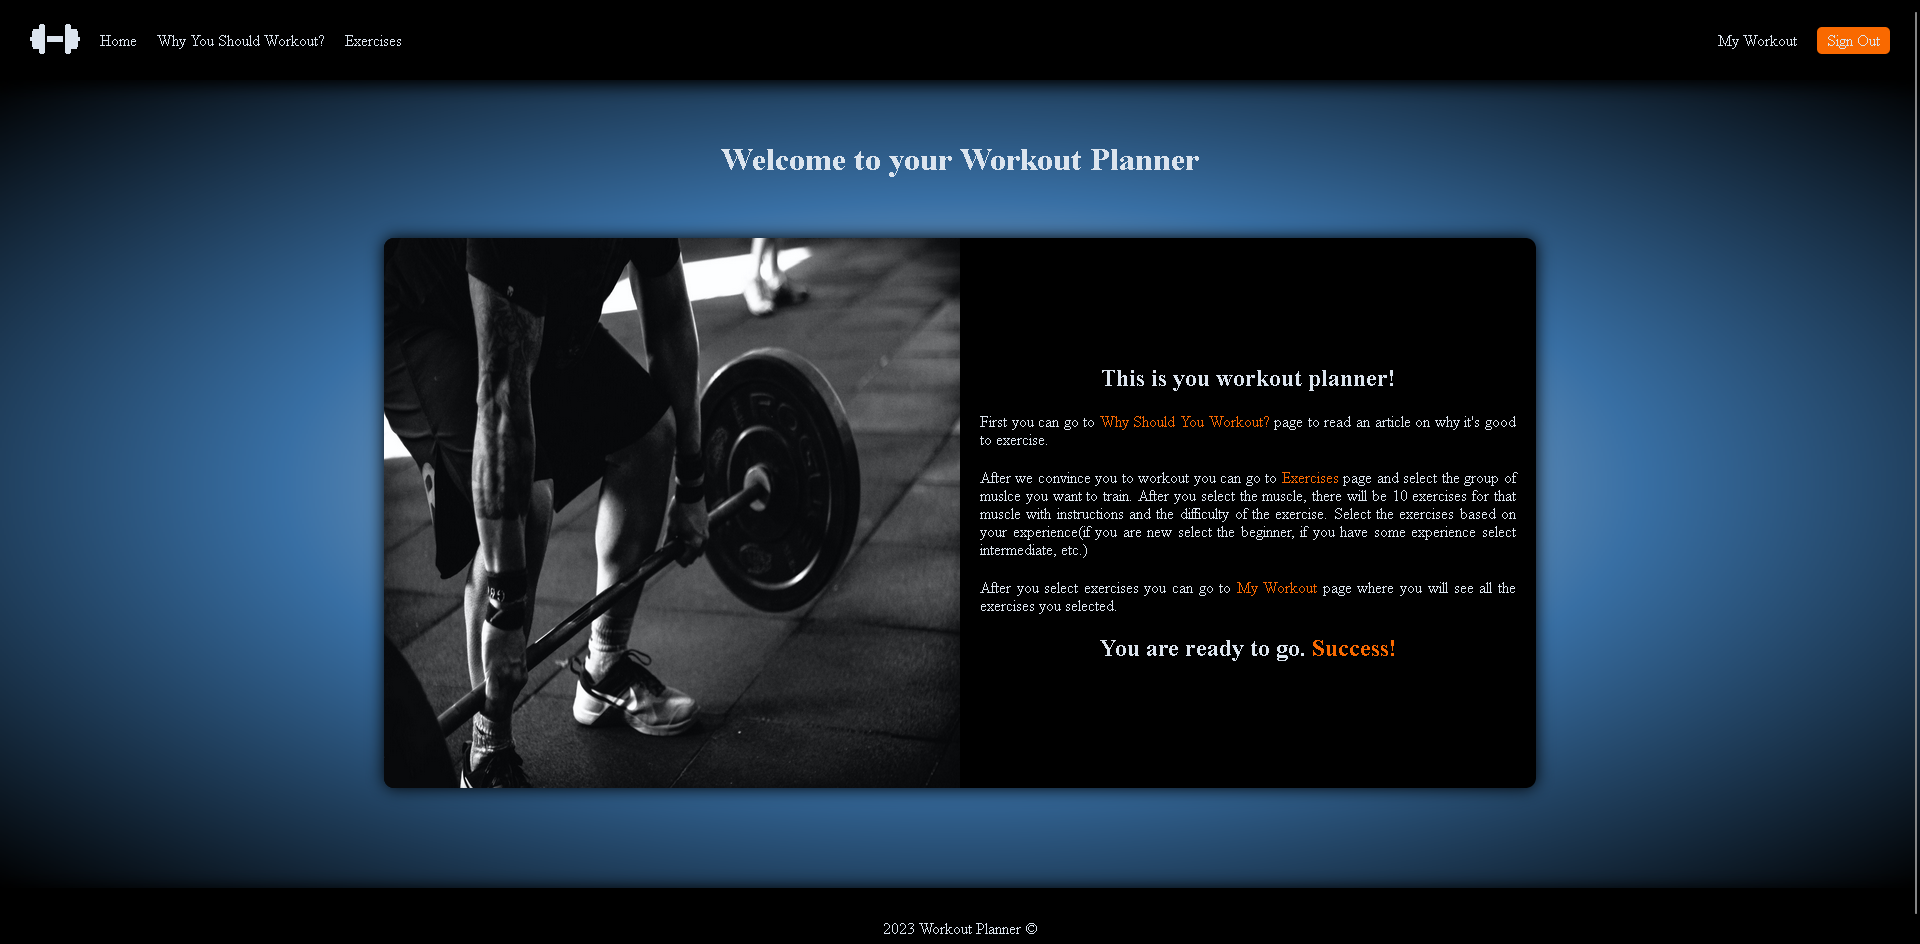 Home Why You Should Workout? Exercises My Workout Sign Out
Welcome to your Workout Planner
This is you workout planner!
First you can go to Why Should You Workout? page to read an article on why it's good
to exercise.
After we convince you to workout you can go to Exercises page and select the group of
muslce you want to train. After you select the muscle, there will be 10 exercises for that
muscle with instructions and the difficulty of the exercise. Select the exercises based on
your experience(if you are new select the beginner, if you have some experience select
intermediate, etc.)
After you select exercises you can go to My Workout page where you will see all the
exercises you selected.
You are ready to go. Success!
2023 Workout Planner ©